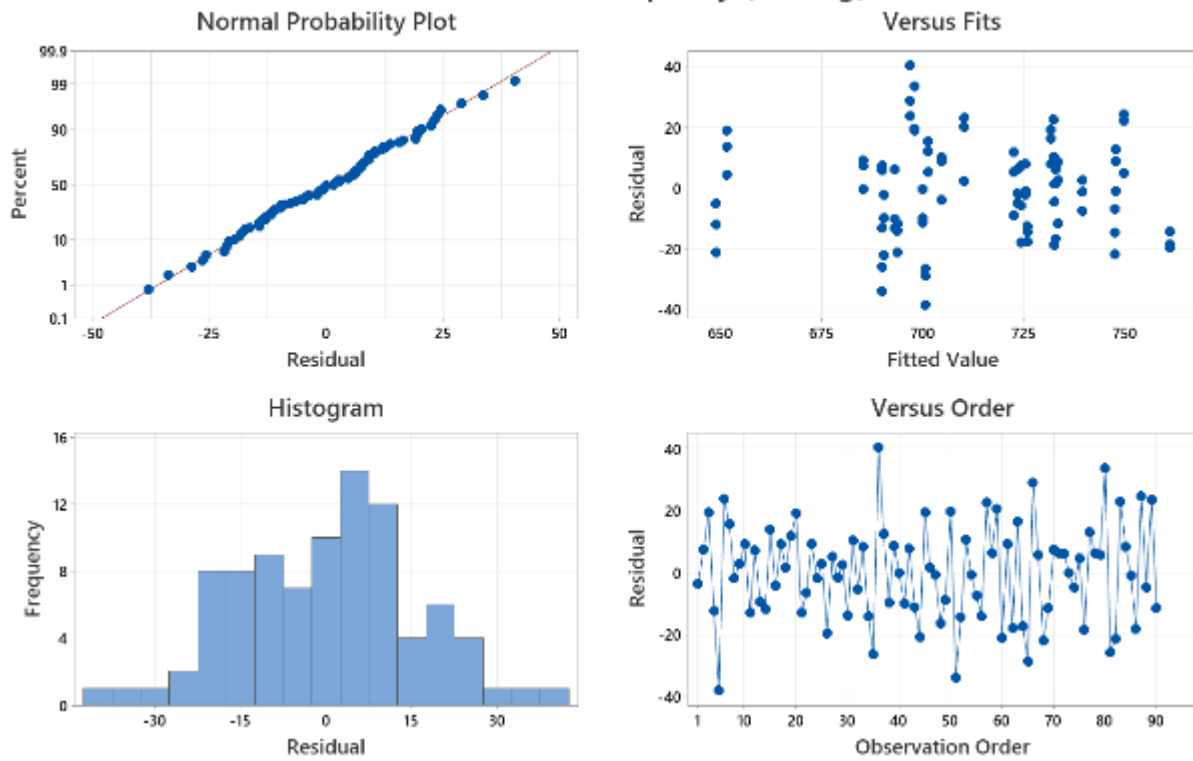 Normal Probability Plot
99.9
99
90
50
10
1
0.1
Percent
-50 -25 0 25 50
Residual
Versus Fits
40
20
0
-20
-40
Residual
650 675 700 725 750
Fitted Value
Histogram
16
12
8
4
0
Frequency
-30 -15 0 15 30
Residual
Versus Order
40
20
0
-20
-40
Residual
1 10 20 30 40 50 60 70 80 90
Observation Order